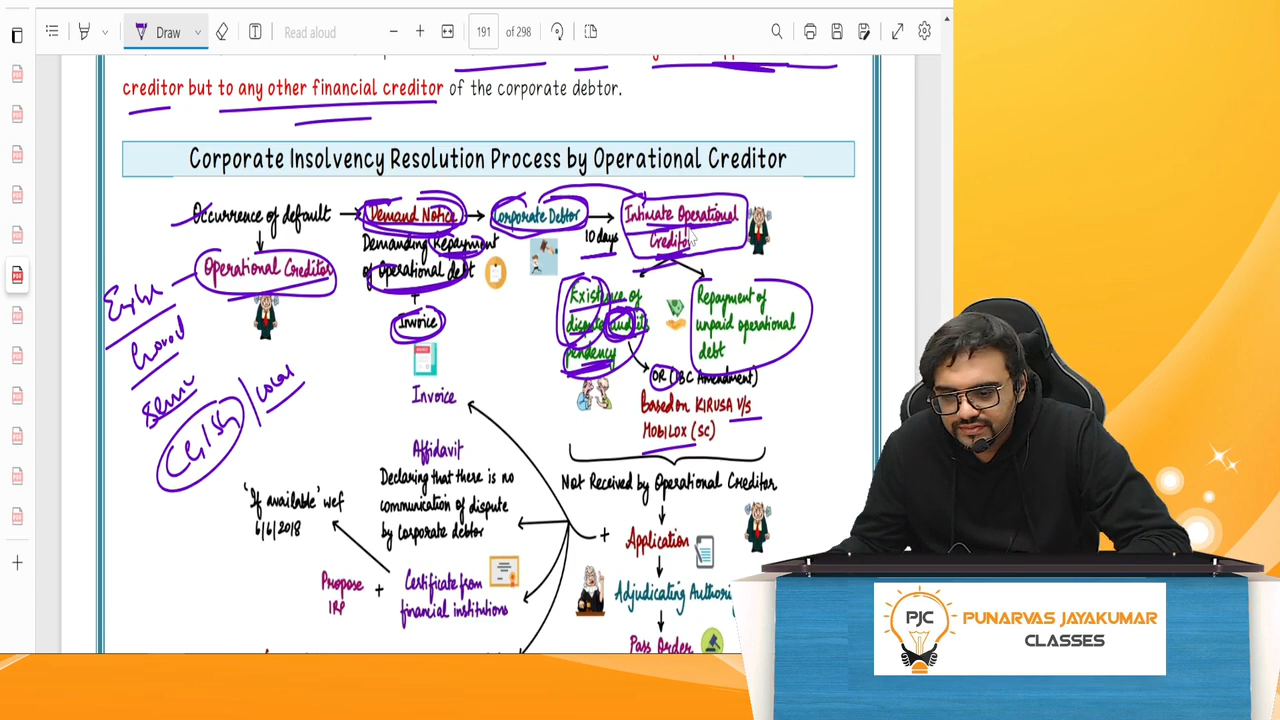 Draw
Read aloud
191 of 298
creditor but to any other financial creditor of the corporate debtor.
Corporate Insolvency Resolution Process by Operational Creditor
Occurrence of default
Demand Notice
Corporate Debtor
Intimate Operational
Creditor
10 days
Demanding Repayment
of Operational debt
Operational Creditor
Invoice
Existence of
dispute and its
pendency
Repayment of
unpaid operational
debt
OR (IBC Amendment)
Based on KIRUSA V/s
MOBILOX (SC)
Invoice
Affidavit
Declaring that there is no
communication of dispute
by corporate debtor
Not Received by Operational Creditor
'If available' wef
6/6/2018
+
Application
Propose
IRP
+
Certificate from
financial institutions
Adjudicating Authori
Pass Order
PJC
PUNARVAS JAYAKUMAR
CLASSES